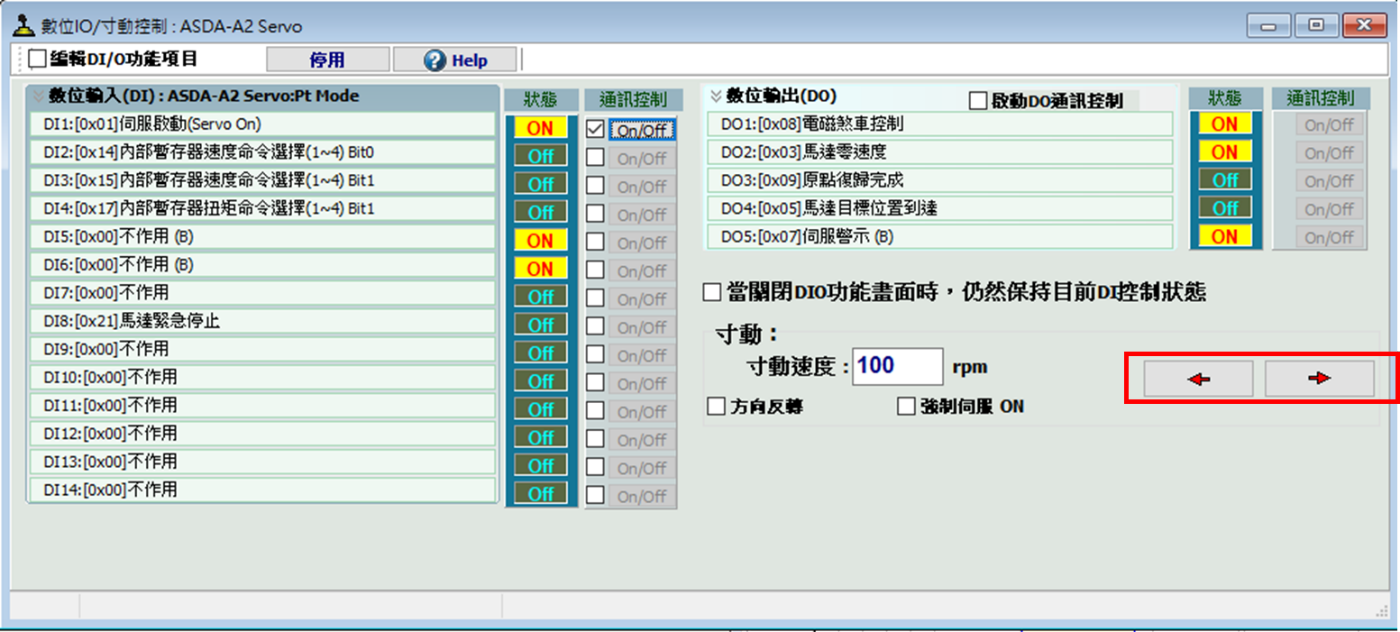 數位IO/寸動控制 : ASDA-A2 Servo
編輯DI/O功能項目 停用 Help
數位輸入(DI) : ASDA-A2 Servo:Pt Mode 狀態 通訊控制
DI1:[0x01]伺服啟動(Servo On) ON On/Off
DI2:[0x14]內部暫存器速度命令選擇(1~4) Bit0 Off On/Off
DI3:[0x15]內部暫存器速度命令選擇(1~4) Bit1 Off On/Off
DI4:[0x17]內部暫存器扭矩命令選擇(1~4) Bit1 Off On/Off
DI5:[0x00]不作用 (B) ON On/Off
DI6:[0x00]不作用 (B) ON On/Off
DI7:[0x00]不作用 Off On/Off
DI8:[0x21]馬達緊急停止 Off On/Off
DI9:[0x00]不作用 Off On/Off
DI10:[0x00]不作用 Off On/Off
DI11:[0x00]不作用 Off On/Off
DI12:[0x00]不作用 Off On/Off
DI13:[0x00]不作用 Off On/Off
DI14:[0x00]不作用 Off On/Off
數位輸出(DO) 啟動DO通訊控制 狀態 通訊控制
DO1:[0x08]電磁煞車控制 ON On/Off
DO2:[0x03]馬達零速度 ON On/Off
DO3:[0x09]原點復歸完成 Off On/Off
DO4:[0x05]馬達目標位置到達 Off On/Off
DO5:[0x07]伺服警示 (B) ON On/Off
當關閉DIO功能畫面時，仍然保持目前DI控制狀態
寸動：
寸動速度 : 100 rpm
方向反轉 強制伺服 ON